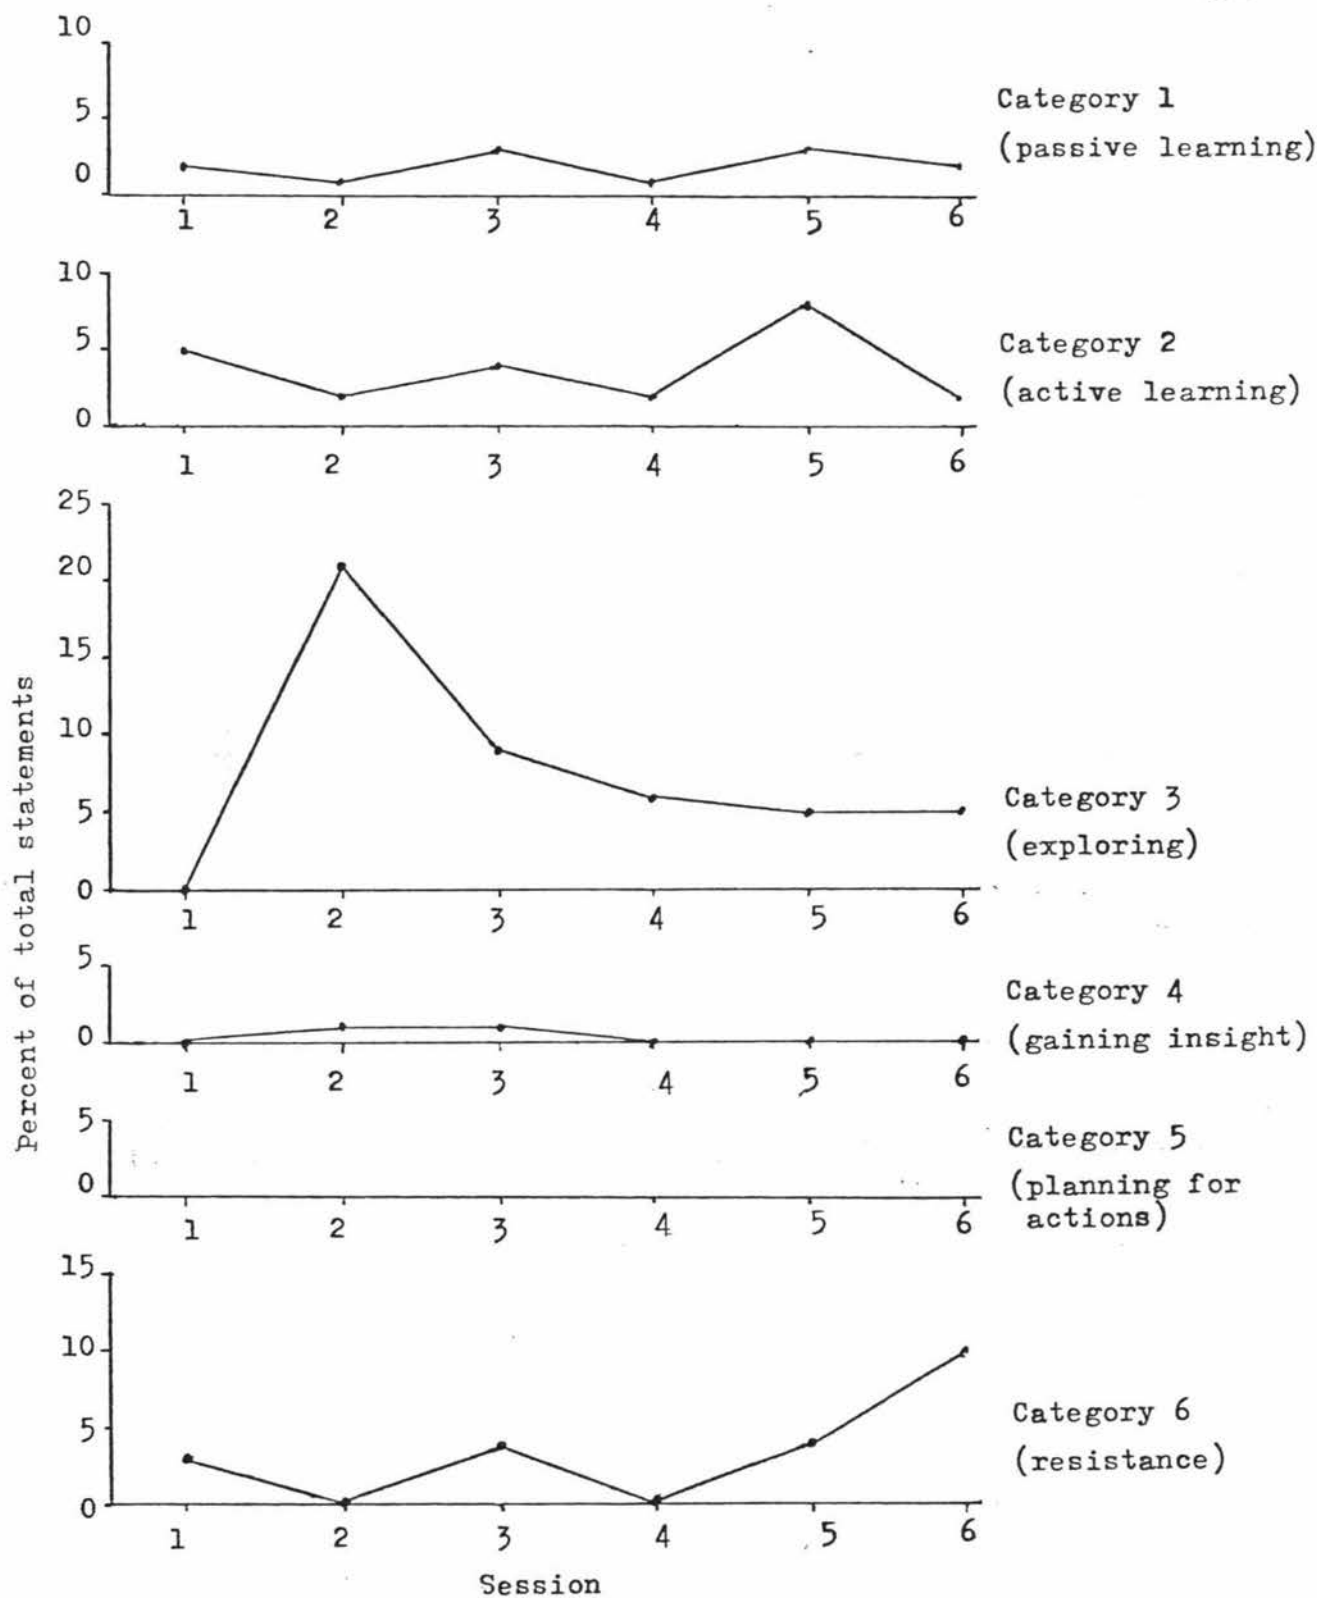 10
5
0
1 2 3 4 5 6
Category 1
(passive learning)
10
5
0
1 2 3 4 5 6
Category 2
(active learning)
25
20
15
10
5
0
1 2 3 4 5 6
Category 3
(exploring)
5
0
1 2 3 4 5 6
Category 4
(gaining insight)
5
0
1 2 3 4 5 6
Category 5
(planning for
actions)
15
10
5
0
1 2 3 4 5 6
Category 6
(resistance)
Percent of total statements
Session